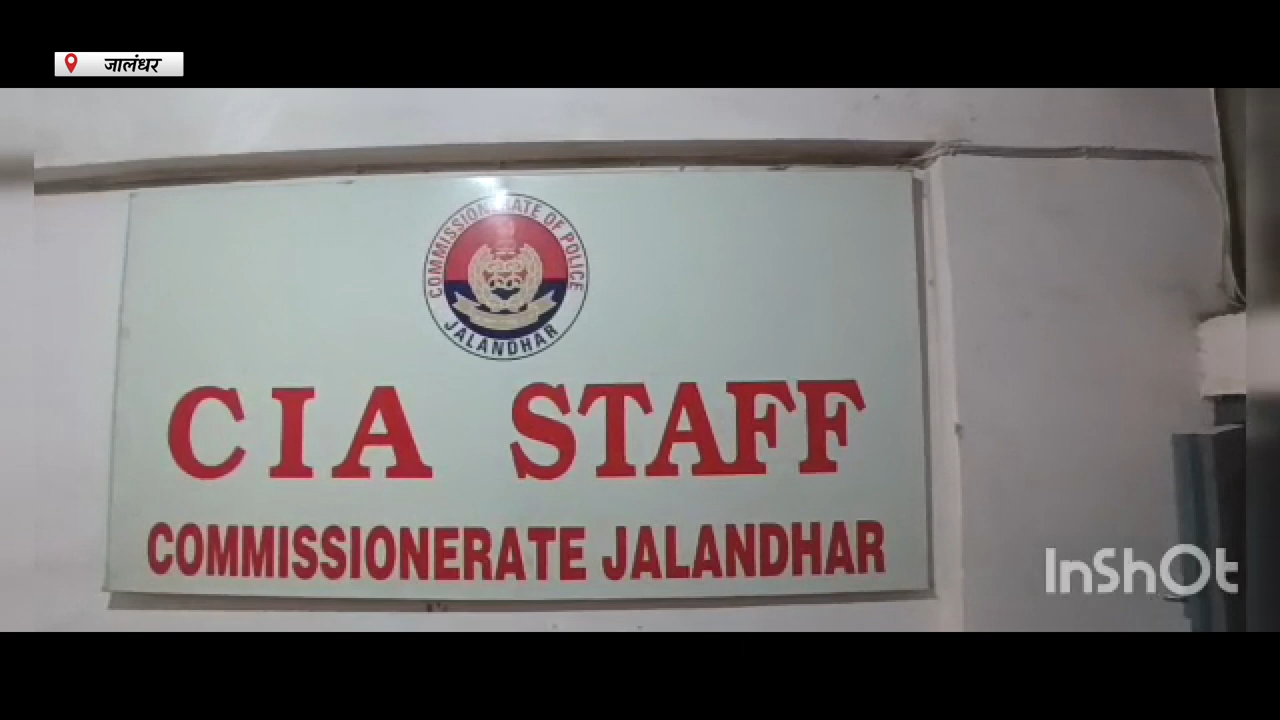 जालंधर
COMMISSIONERATE OF POLICE
JALANDHAR
CIA STAFF
COMMISSIONERATE JALANDHAR
InShOt